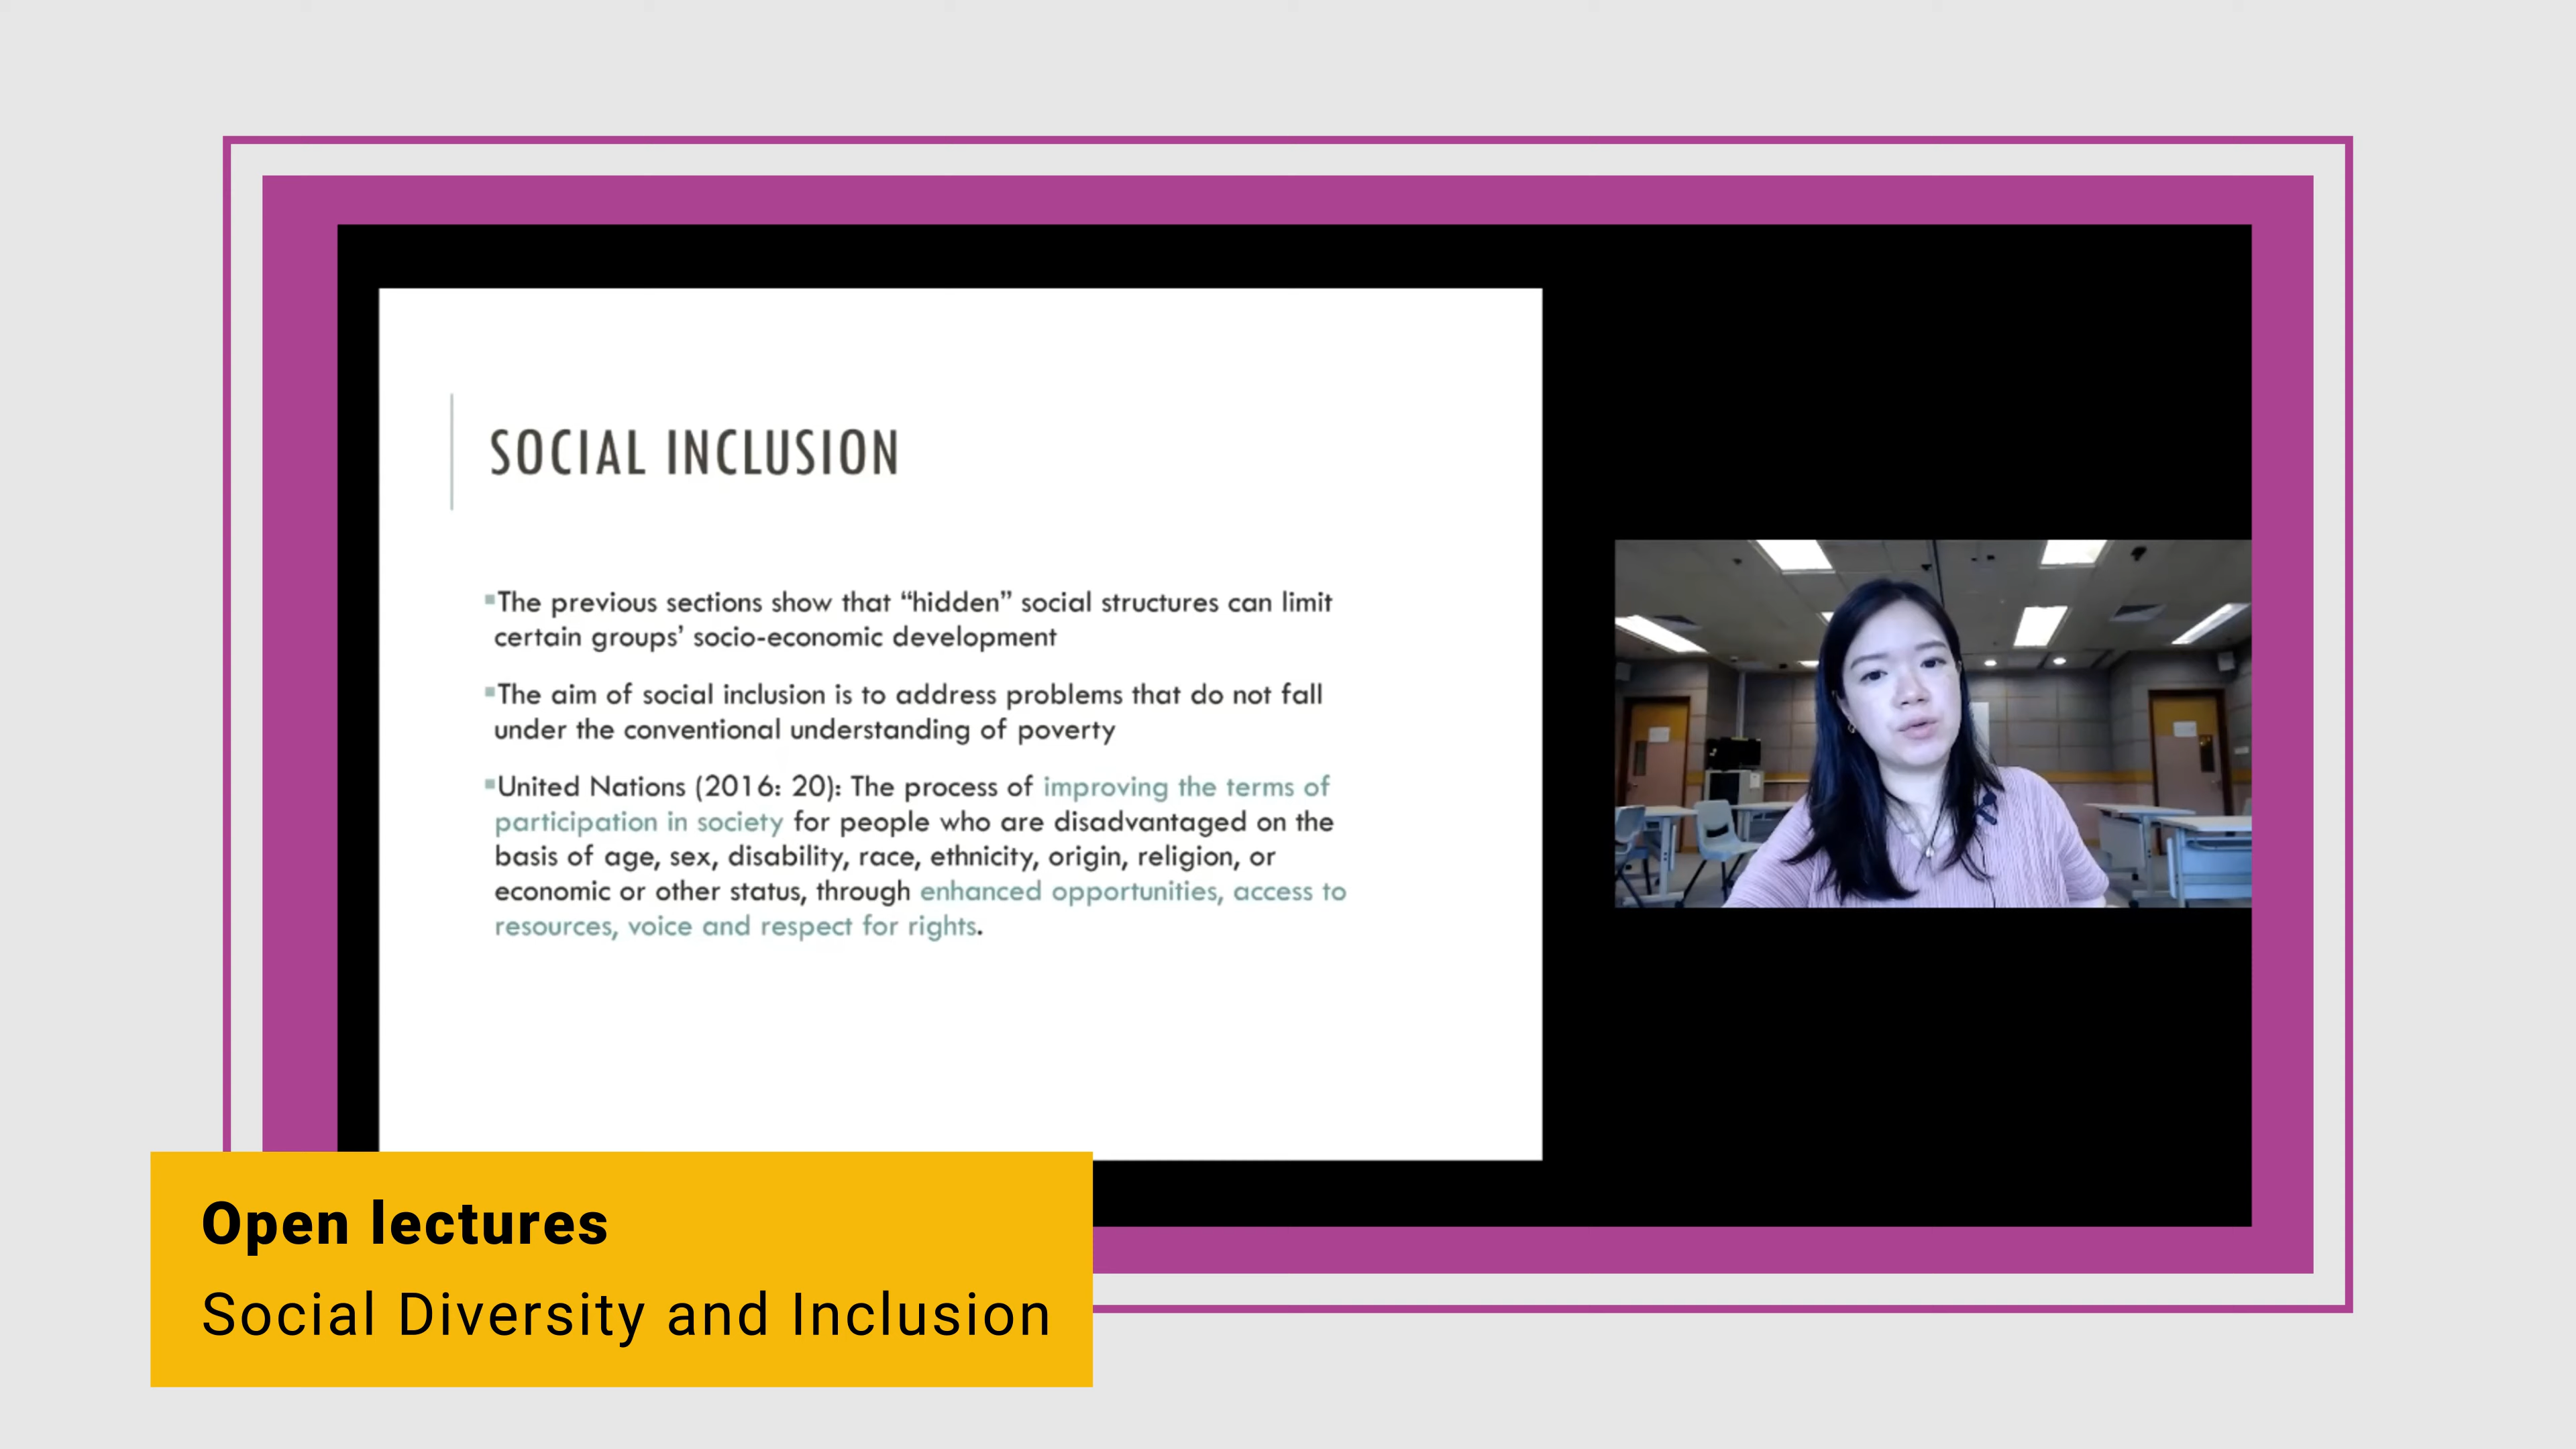 SOCIAL INCLUSION
▪The previous sections show that “hidden” social structures can limit
certain groups’ socio-economic development
▪The aim of social inclusion is to address problems that do not fall
under the conventional understanding of poverty
▪United Nations (2016: 20): The process of improving the terms of
participation in society for people who are disadvantaged on the
basis of age, sex, disability, race, ethnicity, origin, religion, or
economic or other status, through enhanced opportunities, access to
resources, voice and respect for rights.
Open lectures
Social Diversity and Inclusion